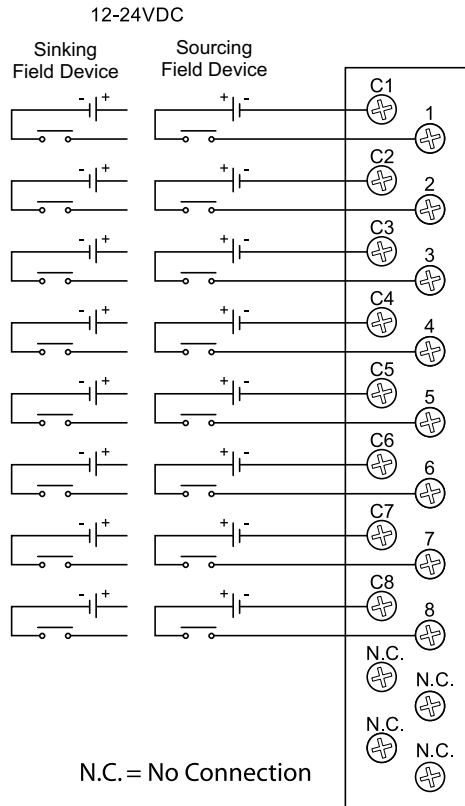 12-24VDC
Sinking
Field Device
Sourcing
Field Device
- +
+ -
C1
1
- +
+ -
C2
2
- +
+ -
C3
3
- +
+ -
C4
4
- +
+ -
C5
5
- +
+ -
C6
6
- +
+ -
C7
7
- +
+ -
C8
8
N.C.
N.C.
N.C.
N.C.
N.C. = No Connection